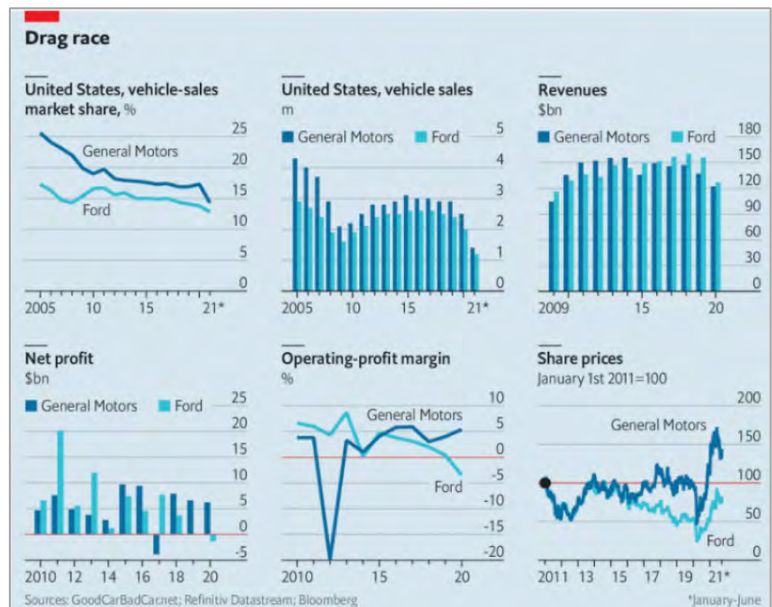 Drag race
United States, vehicle-sales
market share, %
25
General Motors
20
15
Ford
10
5
0
2005
10
15
21*
United States, vehicle sales
m
General Motors
Ford
5
4
3
2
1
0
2005
10
15
21*
Revenues
$bn
General Motors
Ford
180
150
120
90
60
30
0
2009
15
20
Net profit
$bn
General Motors
Ford
25
20
15
10
5
0
-5
2010
12
14
16
18
20
Operating-profit margin
%
10
General Motors
5
0
-5
Ford
-10
-15
-20
2010
15
20
Share prices
January 1st 2011=100
200
General Motors
150
100
50
Ford
0
2011
13
15
17
19
21*
Sources: GoodCarBadCar.net; Refinitiv Datastream; Bloomberg
*January-June